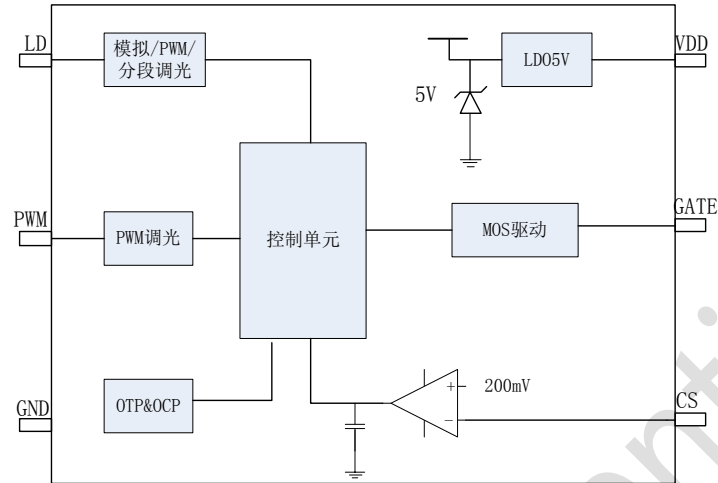 LD
模拟/PWM/
分段调光
LDO5V
VDD
5V
PWM
PWM调光
控制单元
MOS驱动
GATE
GND
OTP&OCP
+
200mV
-
CS